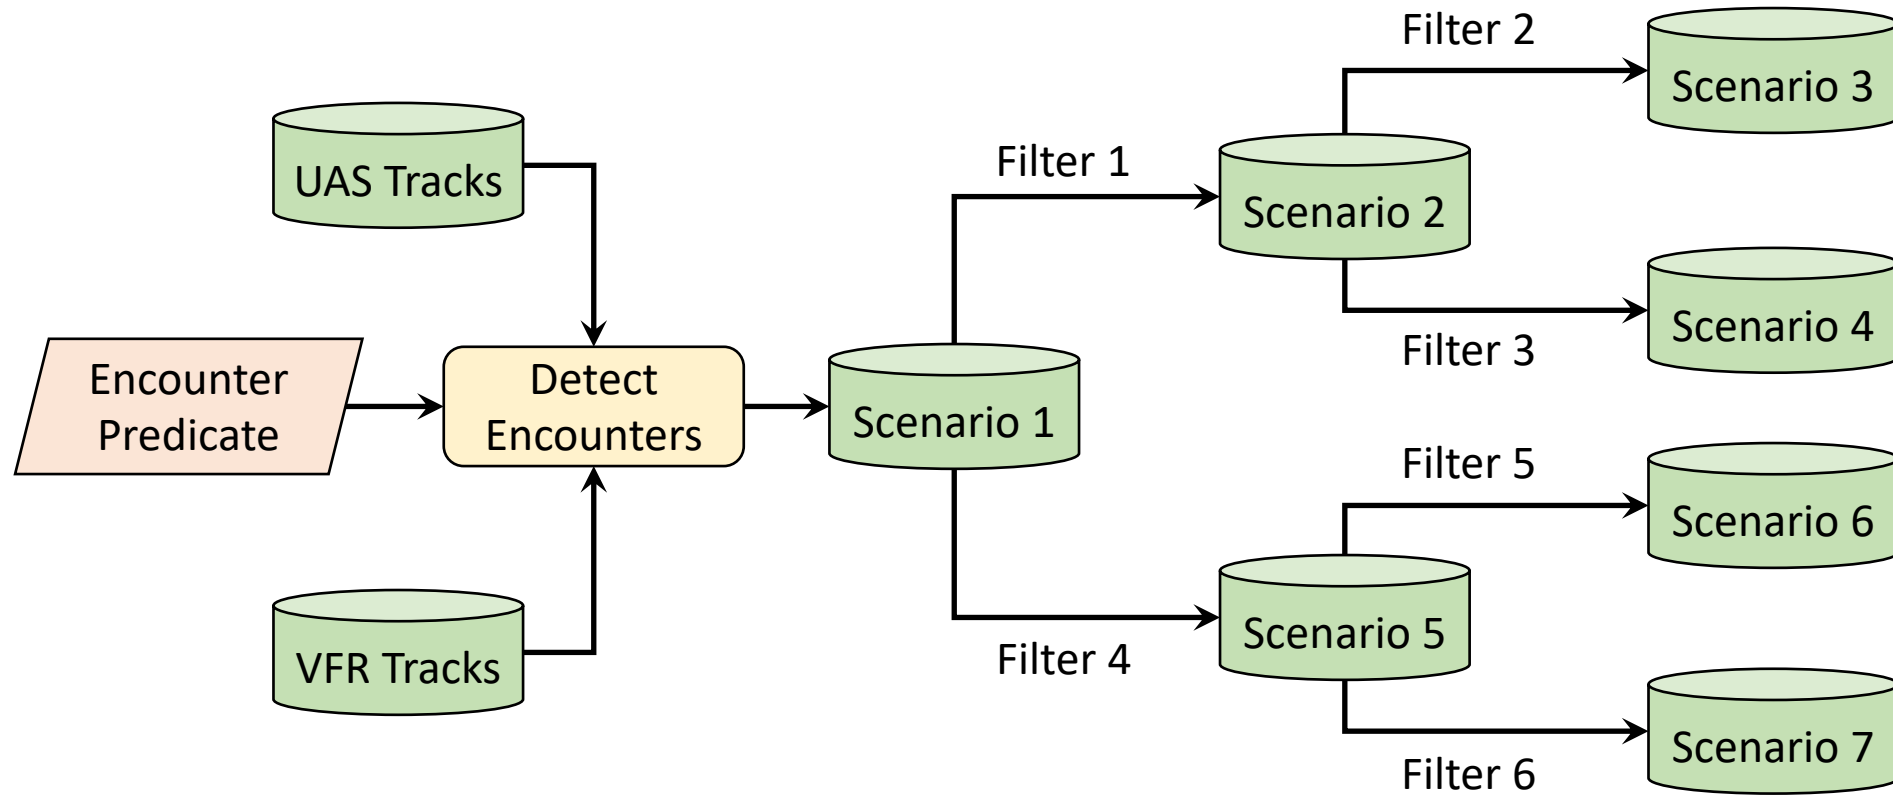 UAS Tracks
Encounter
Predicate
VFR Tracks
Detect
Encounters
Scenario 1
Filter 1
Filter 4
Scenario 2
Scenario 5
Filter 2
Filter 3
Filter 5
Filter 6
Scenario 3
Scenario 4
Scenario 6
Scenario 7